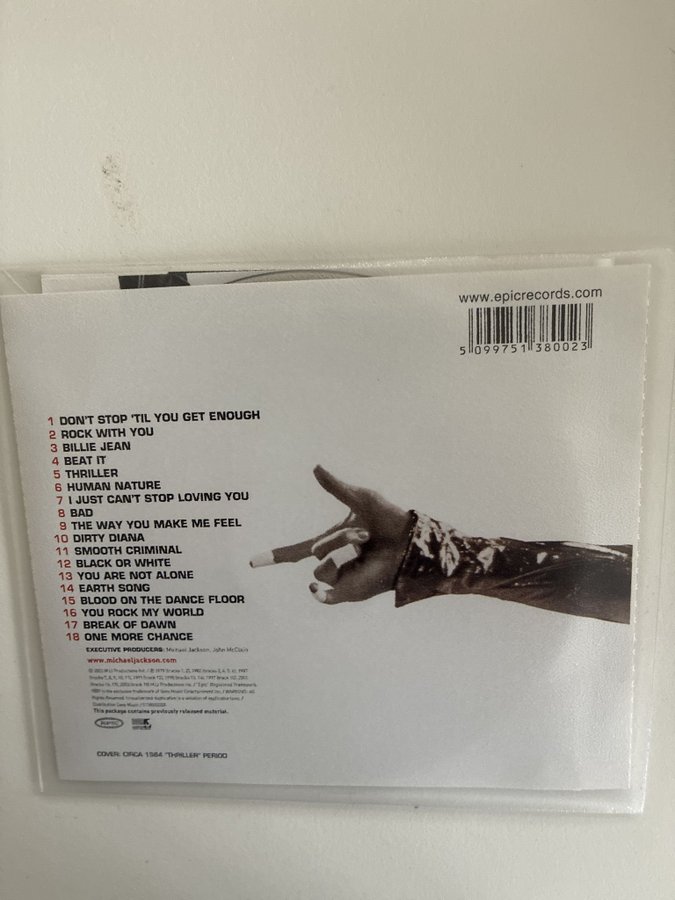 www.epicrecords.com
5 099751 380023
1 DON'T STOP 'TIL YOU GET ENOUGH
2 ROCK WITH YOU
3 BILLIE JEAN
4 BEAT IT
5 THRILLER
6 HUMAN NATURE
7 I JUST CAN'T STOP LOVING YOU
8 BAD
9 THE WAY YOU MAKE ME FEEL
10 DIRTY DIANA
11 SMOOTH CRIMINAL
12 BLACK OR WHITE
13 YOU ARE NOT ALONE
14 EARTH SONG
15 BLOOD ON THE DANCE FLOOR
16 YOU ROCK MY WORLD
17 BREAK OF DAWN
18 ONE MORE CHANCE
EXECUTIVE PRODUCERS: Michael Jackson, John McClain
www.michaeljackson.com
This package contains previously released material.
epic
COVER: CIRCA 1984 "THRILLER" PERIOD